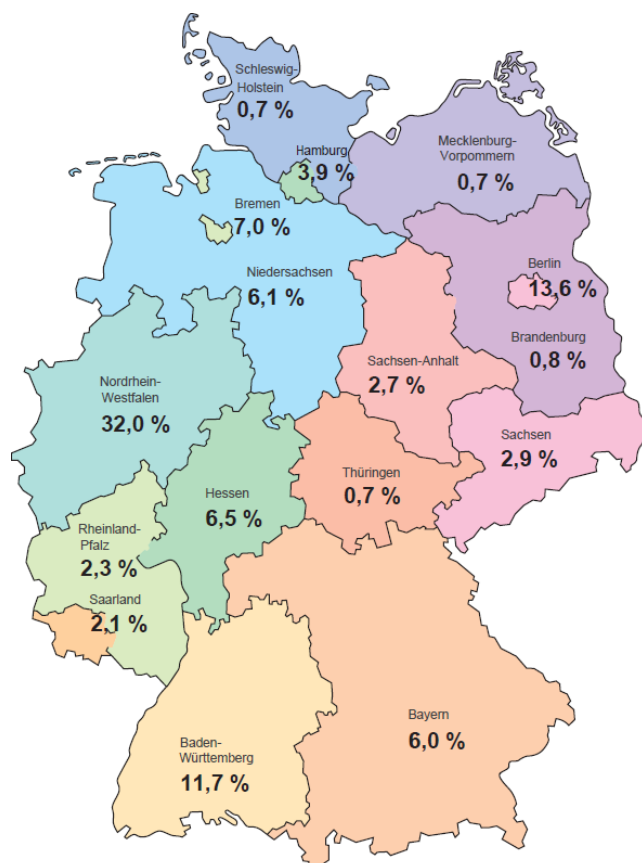 Schleswig-
Holstein
0,7 %
Hamburg
3,9 %
Mecklenburg-
Vorpommern
0,7 %
Bremen
7,0 %
Niedersachsen
6,1 %
Berlin
13,6 %
Brandenburg
0,8 %
Sachsen-Anhalt
2,7 %
Nordrhein-
Westfalen
32,0 %
Sachsen
2,9 %
Thüringen
0,7 %
Hessen
6,5 %
Rheinland-
Pfalz
2,3 %
Saarland
2,1 %
Bayern
6,0 %
Baden-
Württemberg
11,7 %